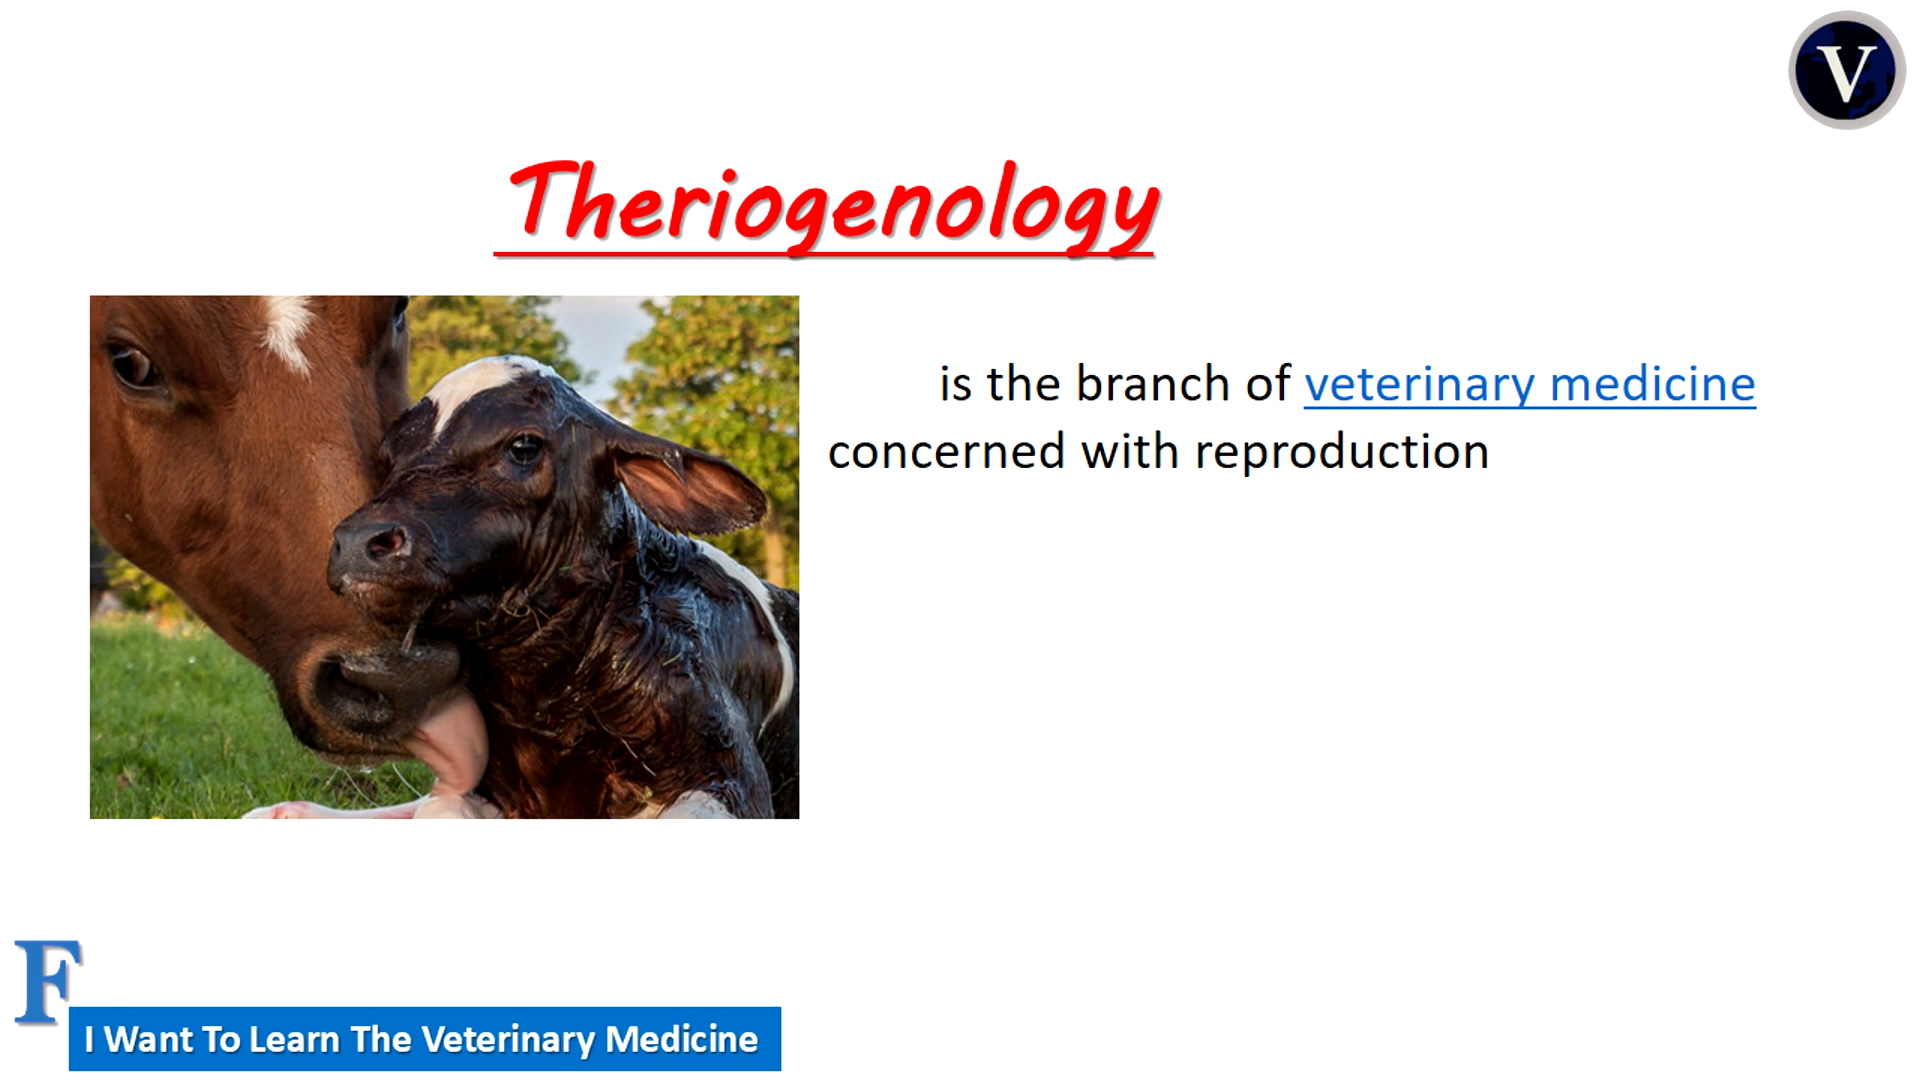 V
Theriogenology
is the branch of veterinary medicine
concerned with reproduction
F
I Want To Learn The Veterinary Medicine